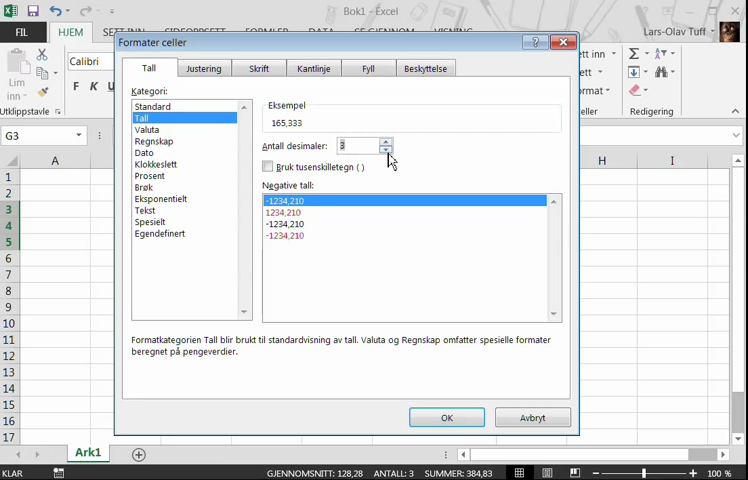 Bok1 - Excel
FIL HJEM SETT INN SIDEOPPSETT FORMLER DATA SE GJENNOM VISNING Lars-Olav Tuff
Lim
inn
Calibri
F K U
Utklippstavle
Redigering
G3
A H I
1
2
3
4
5
6
7
8
9
10
11
12
13
14
15
16
17
Formater celler
Tall Justering Skrift Kantlinje Fyll Beskyttelse
Kategori:
Standard
Tall
Valuta
Regnskap
Dato
Klokkeslett
Prosent
Brøk
Eksponentielt
Tekst
Spesielt
Egendefinert
Eksempel
165,333
Antall desimaler: 3
Bruk tusenskilletegn ( )
Negative tall:
-1234,210
1234,210
-1234,210
-1234,210
Formatkategorien Tall blir brukt til standardvisning av tall. Valuta og Regnskap omfatter spesielle formater
beregnet på pengeverdier.
OK Avbryt
Ark1
KLAR GJENNOMSNITT: 128,28 ANTALL: 3 SUMMER: 384,83 100 %